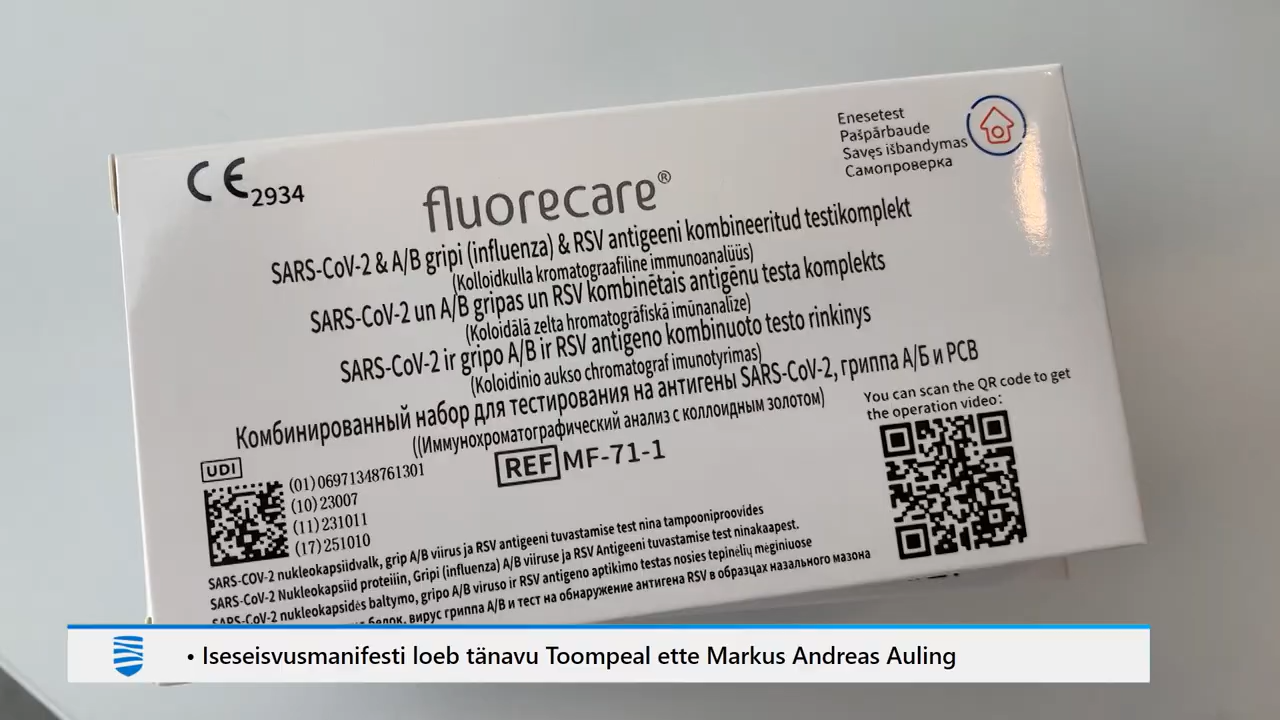 CE 2934
fluorecare®
Enesetest
Pašpārbaude
Savęs išbandymas
Самопроверка
SARS-CoV-2 & A/B gripi (influenza) & RSV antigeeni kombineeritud testikomplekt
(Kolloidkulla kromatograafiline immunoanalüüs)
SARS-CoV-2 un A/B gripas un RSV kombinētais antigēnu testa komplekts
(Koloidālā zelta hromatogrāfiskā imūnanalīze)
SARS-CoV-2 ir gripo A/B ir RSV antigeno kombinuoto testo rinkinys
(Koloidinio aukso chromatograf imunotyrimas)
Комбинированный набор для тестирования на антигены SARS-CoV-2, гриппа А/Б и РСВ
((Иммунохроматографический анализ с коллоидным золотом)
You can scan the QR code to get
the operation video:
REF MF-71-1
UDI
(01)06971348761301
(10)23007
(11)231011
(17)251010
SARS-COV-2 nukleokapsiidvalk, grip A/B viirus ja RSV antigeeni tuvastamise test nina tampooniproovides
SARS-COV-2 Nukleokapsiid proteiiin, Gripi (influenza) A/B viiruse ja RSV Antigeeni tuvastamise test ninakaapest.
SARS-CoV-2 nukleokapsidės baltymo, gripo A/B viruso ir RSV antigeno aptikimo testas nosies tepinėlių mėginiuose
белок, вирус гриппа А/В и тест на обнаружение антигена RSV в образцах назального мазона
• Iseseisvusmanifesti loeb tänavu Toompeal ette Markus Andreas Auling